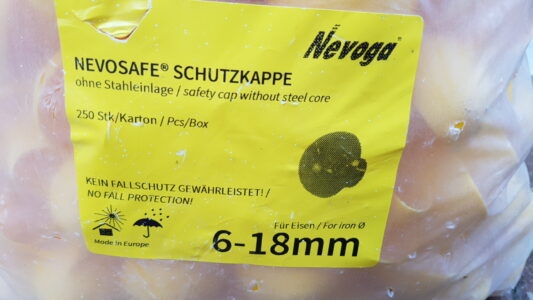 Nevoga®
NEVOSAFE® SCHUTZKAPPE
ohne Stahleinlage / safety cap without steel core
250 Stk/Karton / Pcs/Box
KEIN FALLSCHUTZ GEWÄHRLEISTET! /
NO FALL PROTECTION!
Made in Europe
Für Eisen / For iron Ø
6-18mm